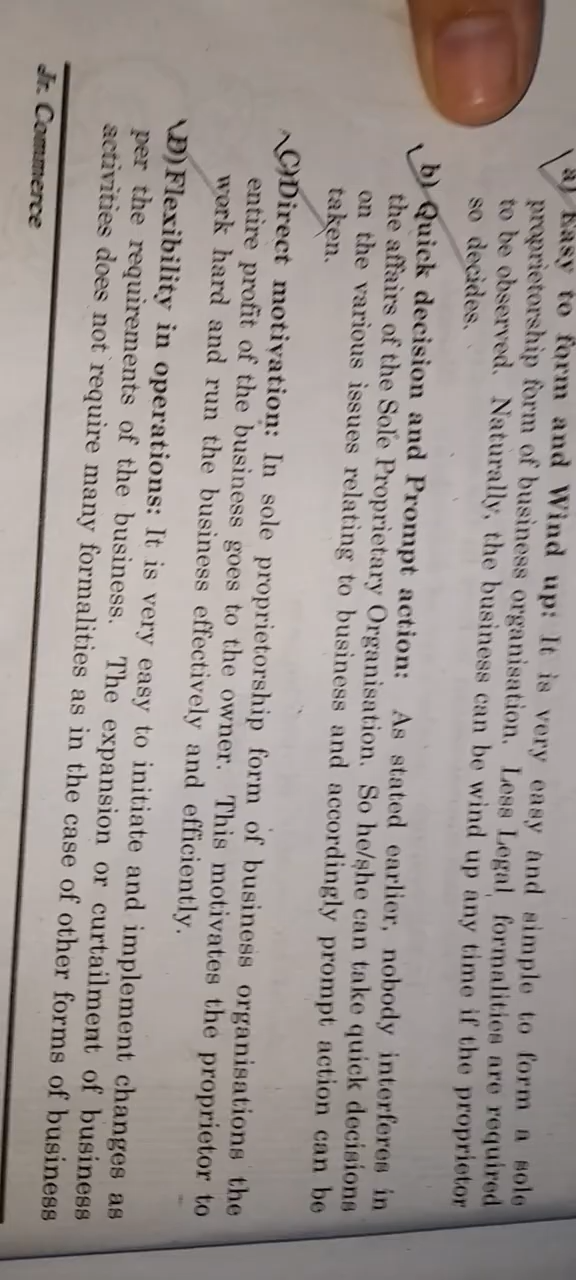 a) Easy to form and Wind up: It is very easy and simple to form a sole
proprietorship form of business organisation. Less Legal formalities are required
to be observed. Naturally, the business can be wind up any time if the proprietor
so decides.
b) Quick decision and Prompt action: As stated earlier, nobody interferes in
the affairs of the Sole Proprietary Organisation. So he/she can take quick decisions
on the various issues relating to business and accordingly prompt action can be
taken.
C) Direct motivation: In sole proprietorship form of business organisations the
entire profit of the business goes to the owner. This motivates the proprietor to
work hard and run the business effectively and efficiently.
D) Flexibility in operations: It is very easy to initiate and implement changes as
per the requirements of the business. The expansion or curtailment of business
activities does not require many formalities as in the case of other forms of business
Jr. Commerce